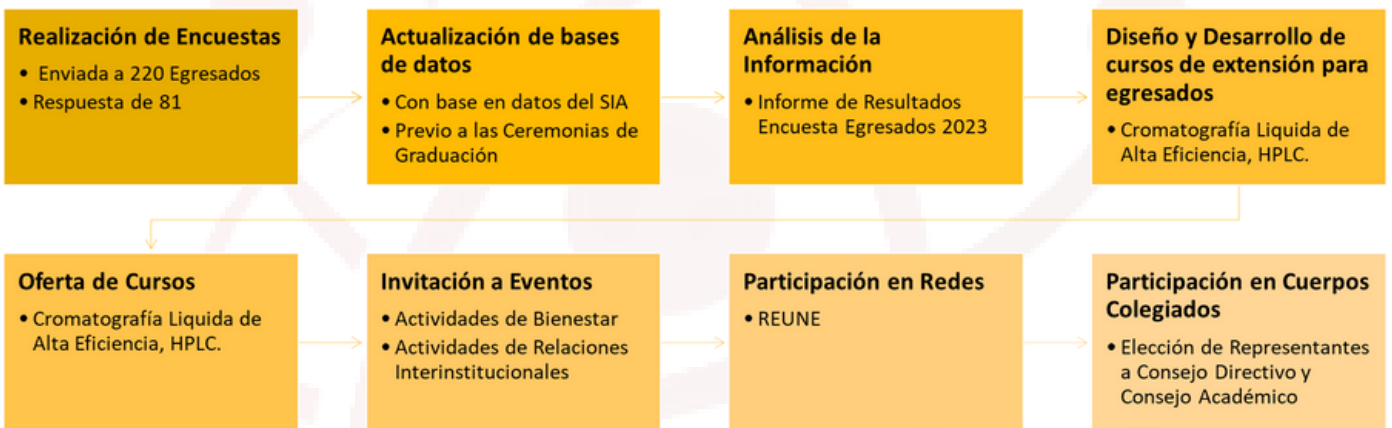 Realización de Encuestas
• Enviada a 220 Egresados
• Respuesta de 81
Actualización de bases
de datos
• Con base en datos del SIA
• Previo a las Ceremonias de
Graduación
Análisis de la
Información
• Informe de Resultados
Encuesta Egresados 2023
Diseño y Desarrollo de
cursos de extensión para
egresados
• Cromatografía Liquida de
Alta Eficiencia, HPLC.
Oferta de Cursos
• Cromatografía Liquida de
Alta Eficiencia, HPLC.
Invitación a Eventos
• Actividades de Bienestar
• Actividades de Relaciones
Interinstitucionales
Participación en Redes
• REUNE
Participación en Cuerpos
Colegiados
• Elección de Representantes
a Consejo Directivo y
Consejo Académico